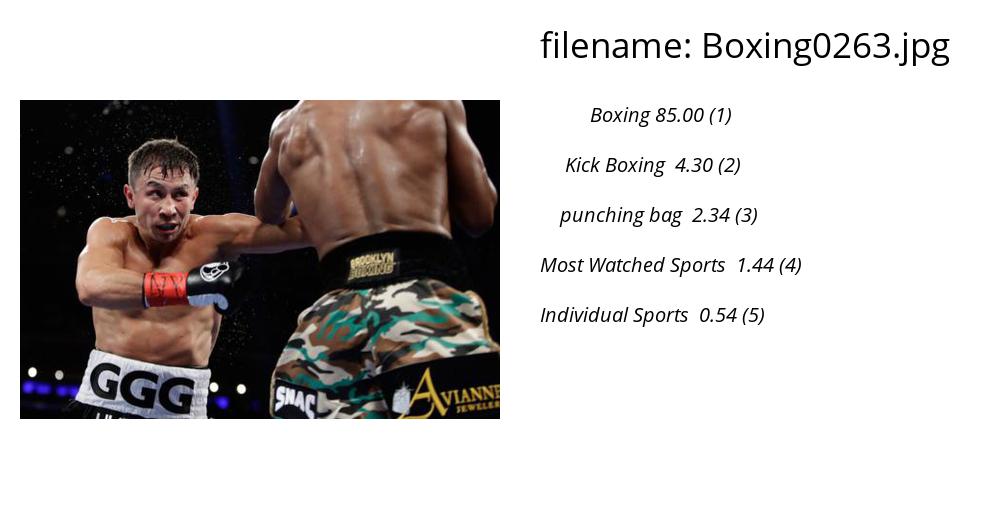 filename: Boxing0263.jpg
Boxing 85.00 (1)
Kick Boxing 4.30 (2)
punching bag 2.34 (3)
Most Watched Sports 1.44 (4)
Individual Sports 0.54 (5)
BROOKLYN
BOXING
GGG
SNAC
AVIANNE
JEWELERS